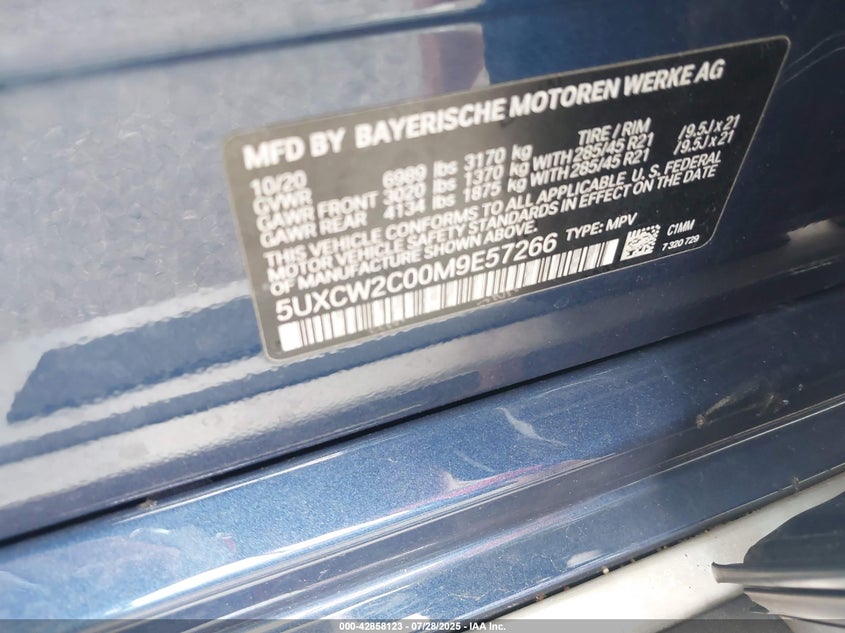 MFD BY BAYERISCHE MOTOREN WERKE AG
10/20 TIRE / RIM
GVWR 6989 lbs 3170 kg
GAWR FRONT 3020 lbs 1370 kg WITH 285/45 R21 /9.5J x 21
GAWR REAR 4134 lbs 1875 kg WITH 285/45 R21 /9.5J x 21
THIS VEHICLE CONFORMS TO ALL APPLICABLE U. S. FEDERAL
MOTOR VEHICLE SAFETY STANDARDS IN EFFECT ON THE DATE
OF MANUFACTURE SHOWN ABOVE.
5UXCW2C00M9E57266 TYPE: MPV
C1MM
7 320 729
000-42858123 - 07/28/2025 - IAA Inc.